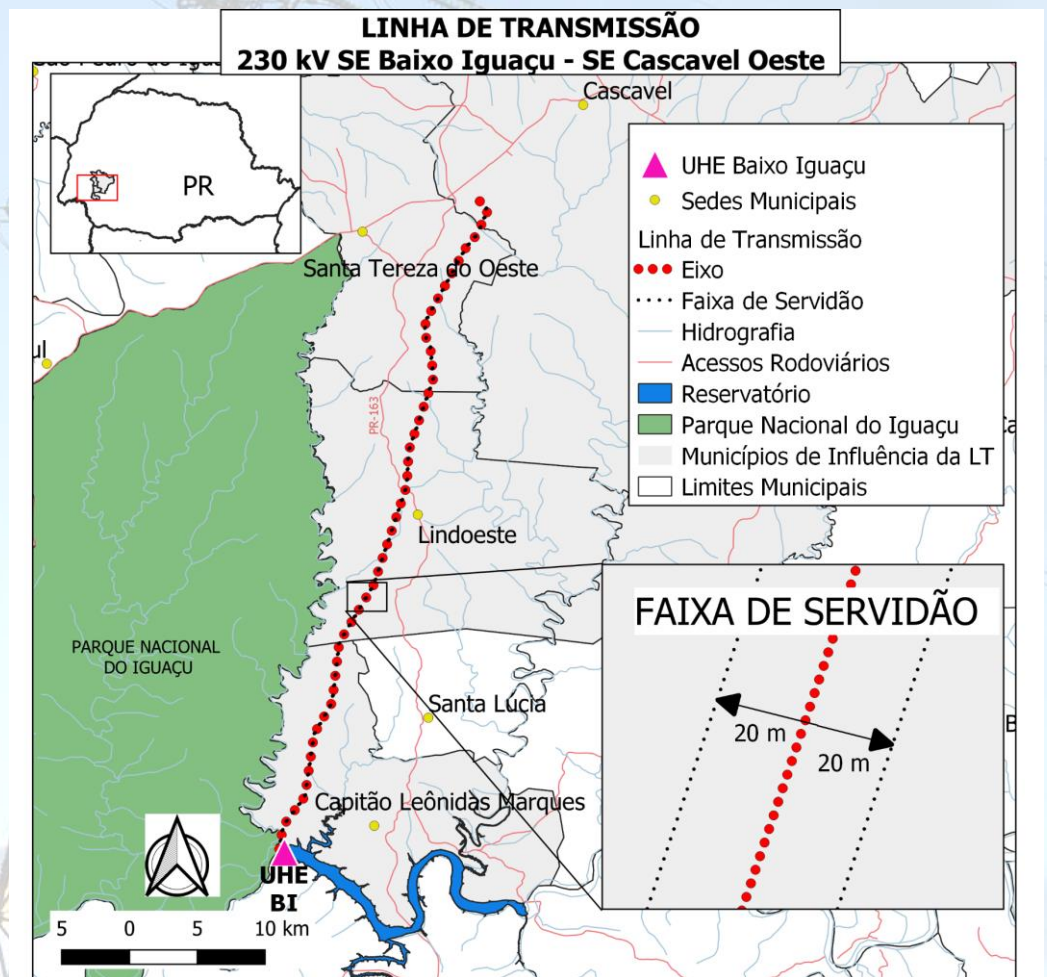 LINHA DE TRANSMISSÃO
230 kV SE Baixo Iguaçu - SE Cascavel Oeste
Cascavel
PR
UHE Baixo Iguaçu
Sedes Municipais
Linha de Transmissão
Eixo
Faixa de Servidão
Hidrografia
Acessos Rodoviários
Reservatório
Parque Nacional do Iguaçu
Municípios de Influência da LT
Limites Municipais
Santa Tereza do Oeste
PR-163
Lindoeste
PARQUE NACIONAL
DO IGUAÇU
Santa Lúcia
Capitão Leônidas Marques
UHE
BI
FAIXA DE SERVIDÃO
20 m
20 m
5 0 5 10 km